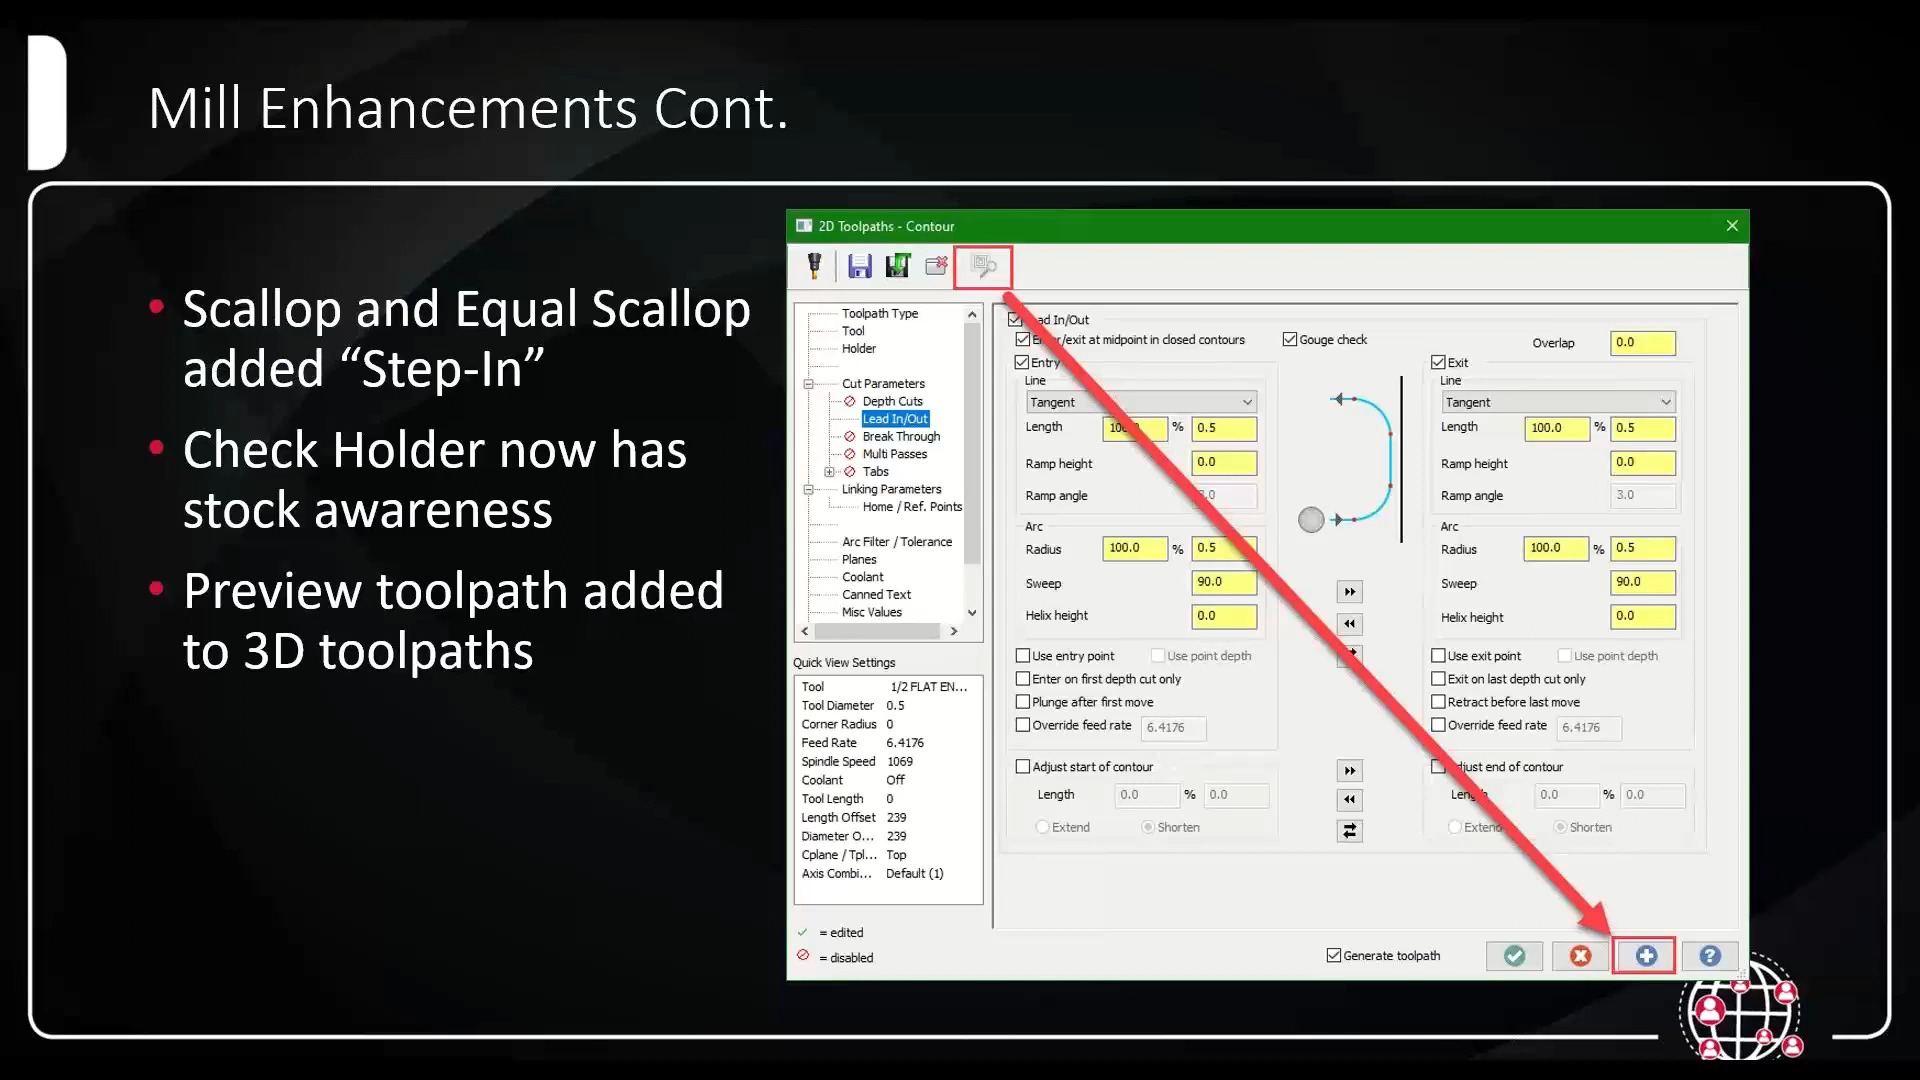 Mill Enhancements Cont.
• Scallop and Equal Scallop
added “Step-In”
• Check Holder now has
stock awareness
• Preview toolpath added
to 3D toolpaths
2D Toolpaths - Contour
Toolpath Type
Tool
Holder
Cut Parameters
Depth Cuts
Lead In/Out
Break Through
Multi Passes
Tabs
Linking Parameters
Home / Ref. Points
Arc Filter / Tolerance
Planes
Coolant
Canned Text
Misc Values
Quick View Settings
Tool 1/2 FLAT EN...
Tool Diameter 0.5
Corner Radius 0
Feed Rate 6.4176
Spindle Speed 1069
Coolant Off
Tool Length 0
Length Offset 239
Diameter O... 239
Cplane / Tpl... Top
Axis Combi... Default (1)
= edited
= disabled
In/Out
/exit at midpoint in closed contours
Gouge check
Overlap 0.0
Entry
Line
Tangent
Length % 0.5
Ramp height 0.0
Ramp angle
Arc
Radius 100.0 % 0.5
Sweep 90.0
Helix height 0.0
Use entry point Use point depth
Enter on first depth cut only
Plunge after first move
Override feed rate 6.4176
Adjust start of contour
Length 0.0 % 0.0
Extend Shorten
Exit
Line
Tangent
Length 100.0 % 0.5
Ramp height 0.0
Ramp angle 3.0
Arc
Radius 100.0 % 0.5
Sweep 90.0
Helix height 0.0
Use exit point Use point depth
Exit on last depth cut only
Retract before last move
Override feed rate 6.4176
end of contour
Length 0.0 % 0.0
Extend Shorten
Generate toolpath